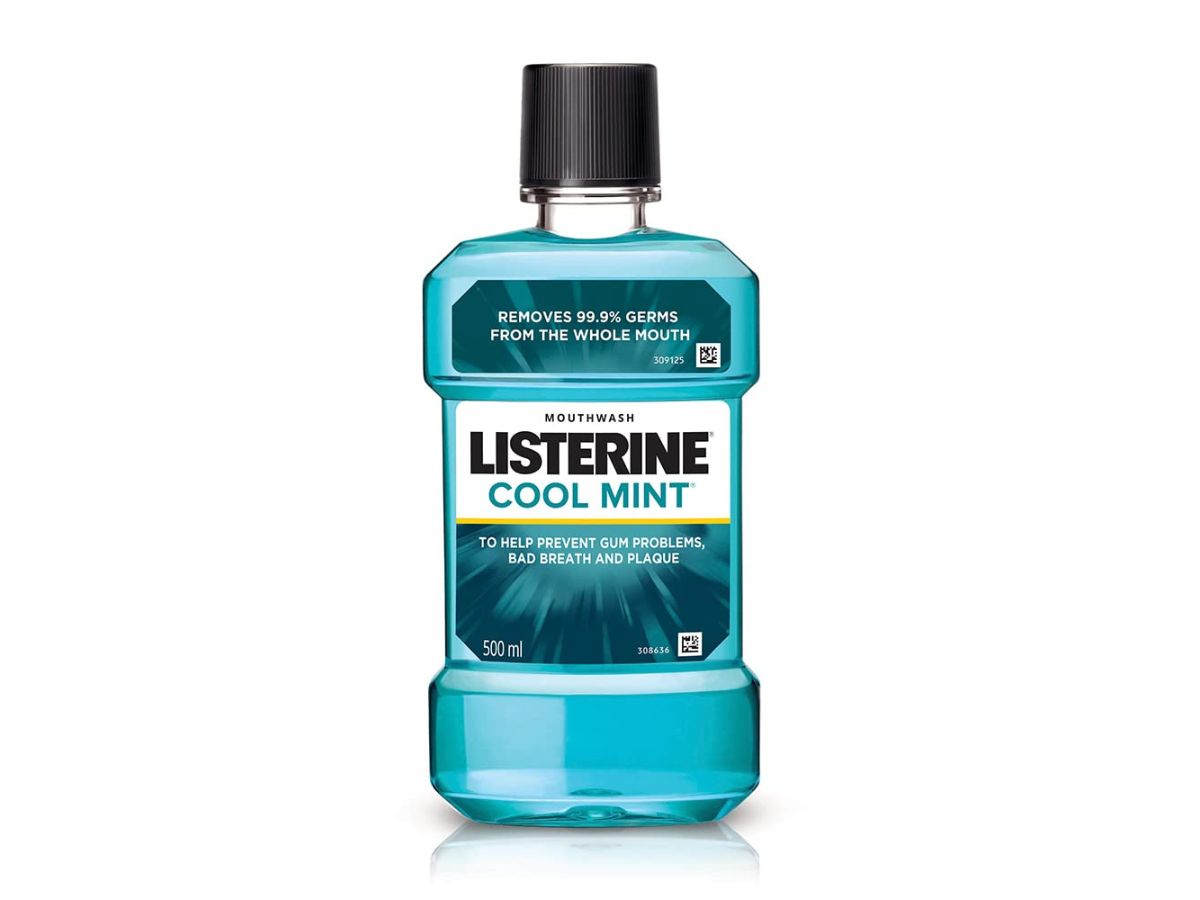 REMOVES 99.9% GERMS
FROM THE WHOLE MOUTH
309125
MOUTHWASH
LISTERINE®
COOL MINT®
TO HELP PREVENT GUM PROBLEMS,
BAD BREATH AND PLAQUE
500 ml
308636